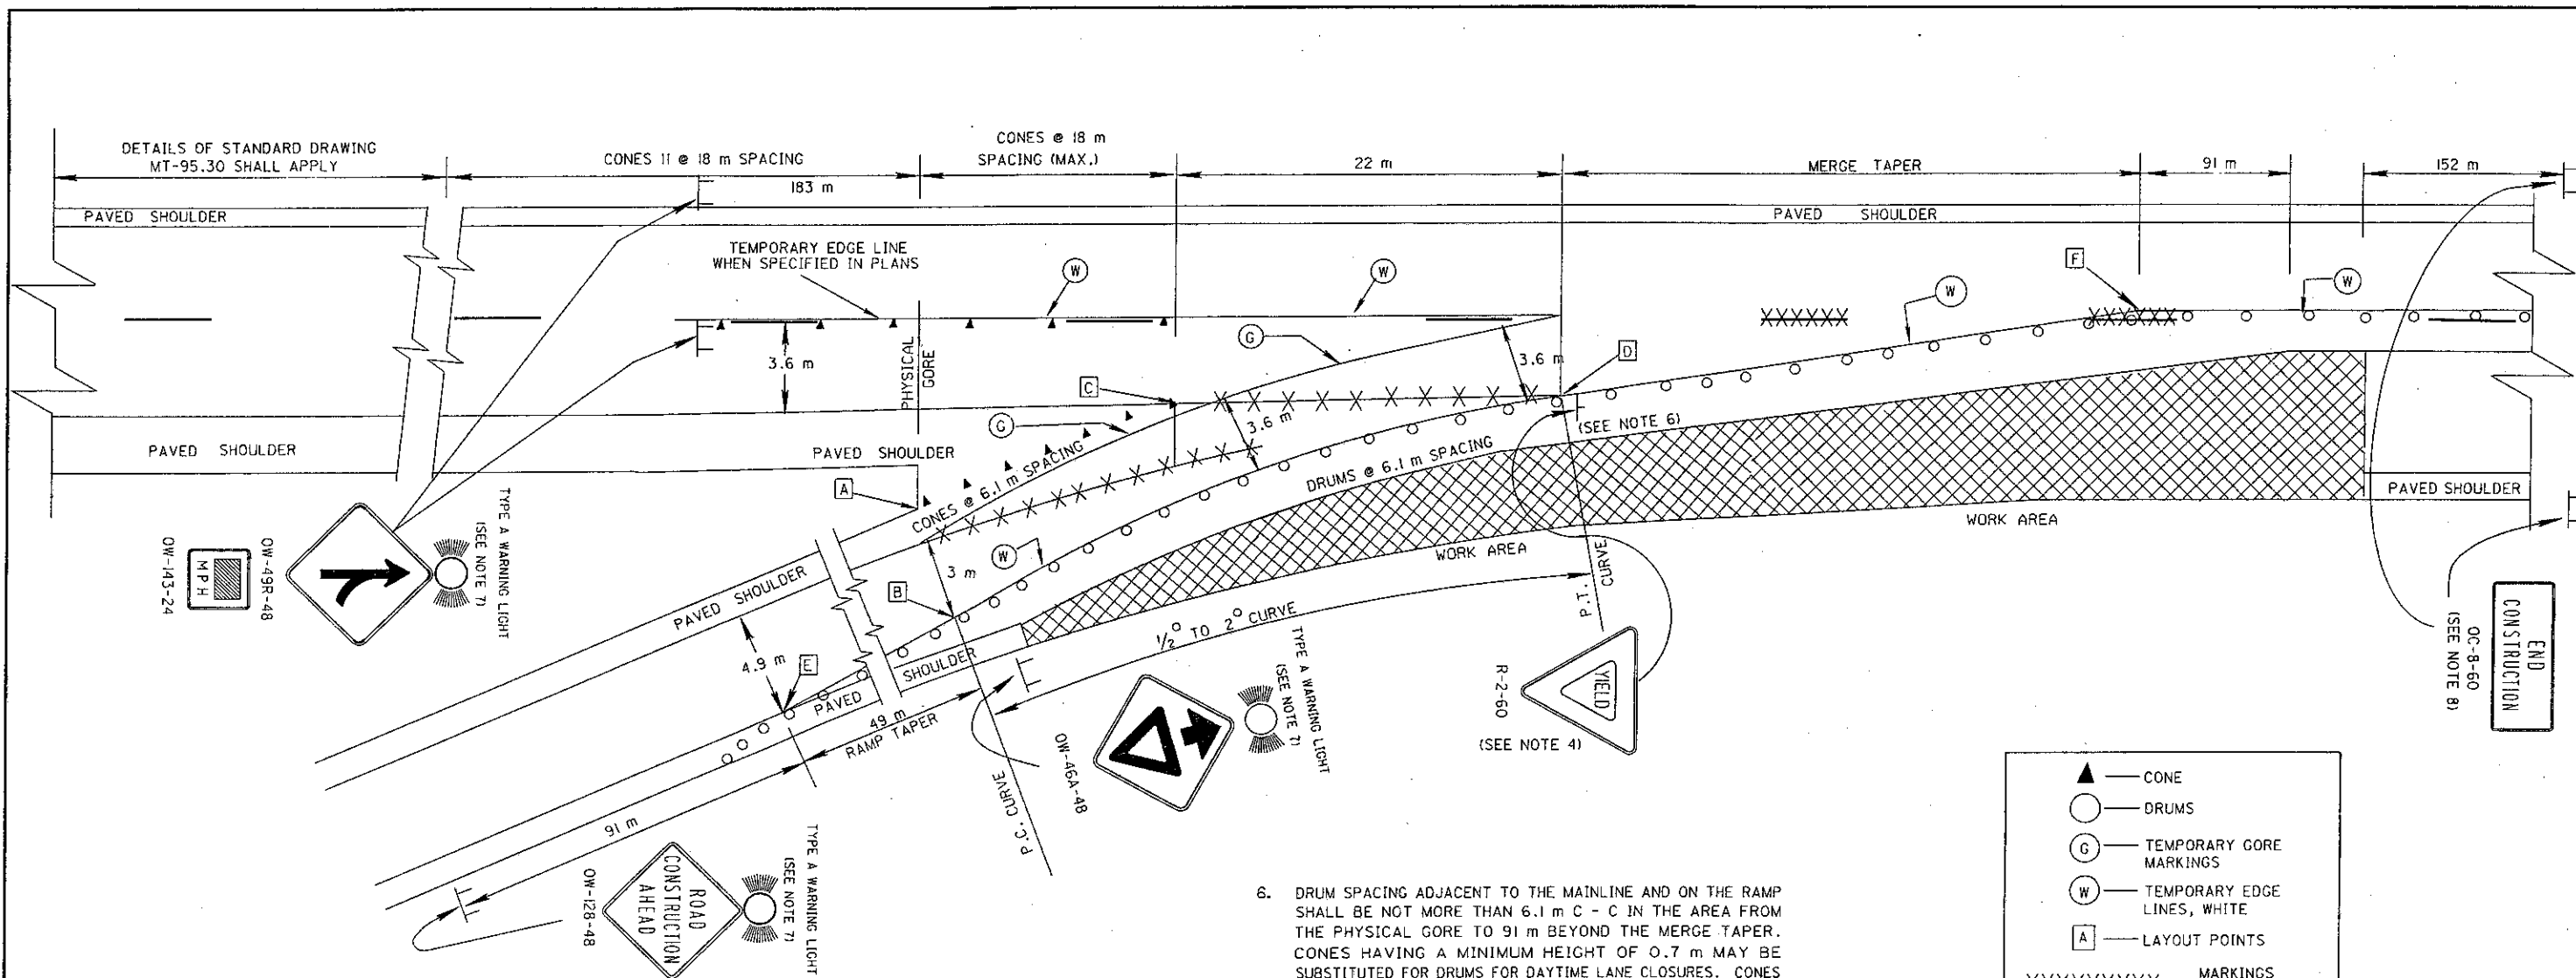 DETAILS OF STANDARD DRAWING
MT-95.30 SHALL APPLY
CONES 11 @ 18 m SPACING
183 m
CONES @ 18 m
SPACING (MAX.)
22 m
MERGE TAPER
91 m
152 m
PAVED SHOULDER
PAVED SHOULDER
TEMPORARY EDGE LINE
WHEN SPECIFIED IN PLANS
W
W
W
F
W
PHYSICAL
GORE
3.6 m
G
3.6 m
D
C
G
3.6 m
(SEE NOTE 6)
PAVED SHOULDER
PAVED SHOULDER
A
CONES @ 6.1 m SPACING
DRUMS @ 6.1 m SPACING
PAVED SHOULDER
WORK AREA
WORK AREA
W
3 m
B
PAVED SHOULDER
4.9 m
E
PAVED
SHOULDER
1/2° TO 2° CURVE
P.T. CURVE
49 m
RAMP TAPER
P.C. CURVE
91 m
MPH
OW-143-24
OW-49R-48
TYPE A WARNING LIGHT
(SEE NOTE 7)
OW-46A-48
TYPE A WARNING LIGHT
(SEE NOTE 7)
YIELD
R-2-60
(SEE NOTE 4)
END
CONSTRUCTION
OC-8-60
(SEE NOTE 8)
ROAD
CONSTRUCTION
AHEAD
OW-128-48
TYPE A WARNING LIGHT
(SEE NOTE 7)
6. DRUM SPACING ADJACENT TO THE MAINLINE AND ON THE RAMP
SHALL BE NOT MORE THAN 6.1 m C - C IN THE AREA FROM
THE PHYSICAL GORE TO 91 m BEYOND THE MERGE TAPER.
CONES HAVING A MINIMUM HEIGHT OF 0.7 m MAY BE
SUBSTITUTED FOR DRUMS FOR DAYTIME LANE CLOSURES. CONES
CONE
DRUMS
G TEMPORARY GORE
MARKINGS
W TEMPORARY EDGE
LINES, WHITE
A LAYOUT POINTS
MARKINGS